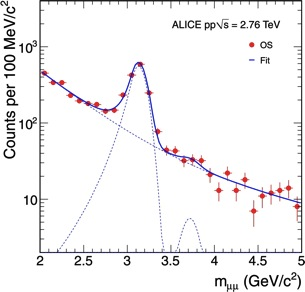 ALICE pp√s = 2.76 TeV
OS
Fit
Counts per 100 MeV/c²
10³
10²
10
2 2.5 3 3.5 4 4.5 5
mμμ (GeV/c²)